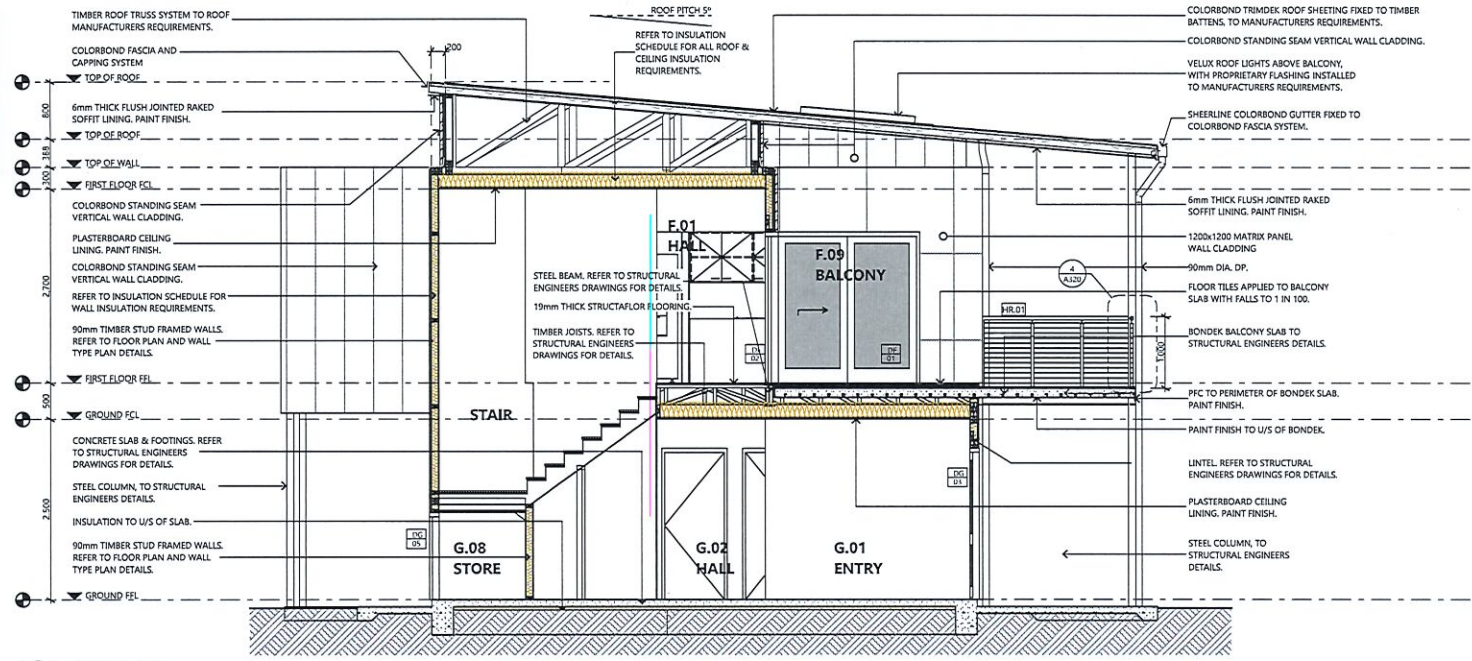 TIMBER ROOF TRUSS SYSTEM TO ROOF
MANUFACTURERS REQUIREMENTS.
COLORBOND FASCIA AND
CAPPING SYSTEM
TOP OF ROOF
6mm THICK FLUSH JOINTED RAKED
SOFFIT LINING. PAINT FINISH.
TOP OF ROOF
TOP OF WALL
FIRST FLOOR FCL
COLORBOND STANDING SEAM
VERTICAL WALL CLADDING.
PLASTERBOARD CEILING
LINING. PAINT FINISH.
COLORBOND STANDING SEAM
VERTICAL WALL CLADDING.
REFER TO INSULATION SCHEDULE FOR
WALL INSULATION REQUIREMENTS.
90mm TIMBER STUD FRAMED WALLS.
REFER TO FLOOR PLAN AND WALL
TYPE PLAN DETAILS.
FIRST FLOOR FFL
GROUND FCL
CONCRETE SLAB & FOOTINGS. REFER
TO STRUCTURAL ENGINEERS
DRAWINGS FOR DETAILS.
STEEL COLUMN, TO STRUCTURAL
ENGINEERS DETAILS.
INSULATION TO U/S OF SLAB.
90mm TIMBER STUD FRAMED WALLS.
REFER TO FLOOR PLAN AND WALL
TYPE PLAN DETAILS.
GROUND FFL
800
300
2,700
500
2,500
200
ROOF PITCH 5°
REFER TO INSULATION
SCHEDULE FOR ALL ROOF &
CEILING INSULATION
REQUIREMENTS.
F.01
HALL
F.09
BALCONY
STEEL BEAM. REFER TO STRUCTURAL
ENGINEERS DRAWINGS FOR DETAILS.
19mm THICK STRUCTAFLOR FLOORING.
TIMBER JOISTS. REFER TO
STRUCTURAL ENGINEERS
DRAWINGS FOR DETAILS.
STAIR
G.08
STORE
G.02
HALL
G.01
ENTRY
DG
05
DF
01
DG
HR.01
4
A320
1,000
COLORBOND TRIMDEK ROOF SHEETING FIXED TO TIMBER
BATTENS, TO MANUFACTURERS REQUIREMENTS.
COLORBOND STANDING SEAM VERTICAL WALL CLADDING.
VELUX ROOF LIGHTS ABOVE BALCONY,
WITH PROPRIETARY FLASHING INSTALLED
TO MANUFACTURERS REQUIREMENTS.
SHEERLINE COLORBOND GUTTER FIXED TO
COLORBOND FASCIA SYSTEM.
6mm THICK FLUSH JOINTED RAKED
SOFFIT LINING. PAINT FINISH.
1200x1200 MATRIX PANEL
WALL CLADDING
90mm DIA. DP.
FLOOR TILES APPLIED TO BALCONY
SLAB WITH FALLS TO 1 IN 100.
BONDEK BALCONY SLAB TO
STRUCTURAL ENGINEERS DETAILS.
PFC TO PERIMETER OF BONDEK SLAB.
PAINT FINISH.
PAINT FINISH TO U/S OF BONDEK.
LINTEL. REFER TO STRUCTURAL
ENGINEERS DRAWINGS FOR DETAILS.
PLASTERBOARD CEILING
LINING. PAINT FINISH.
STEEL COLUMN, TO
STRUCTURAL ENGINEERS
DETAILS.